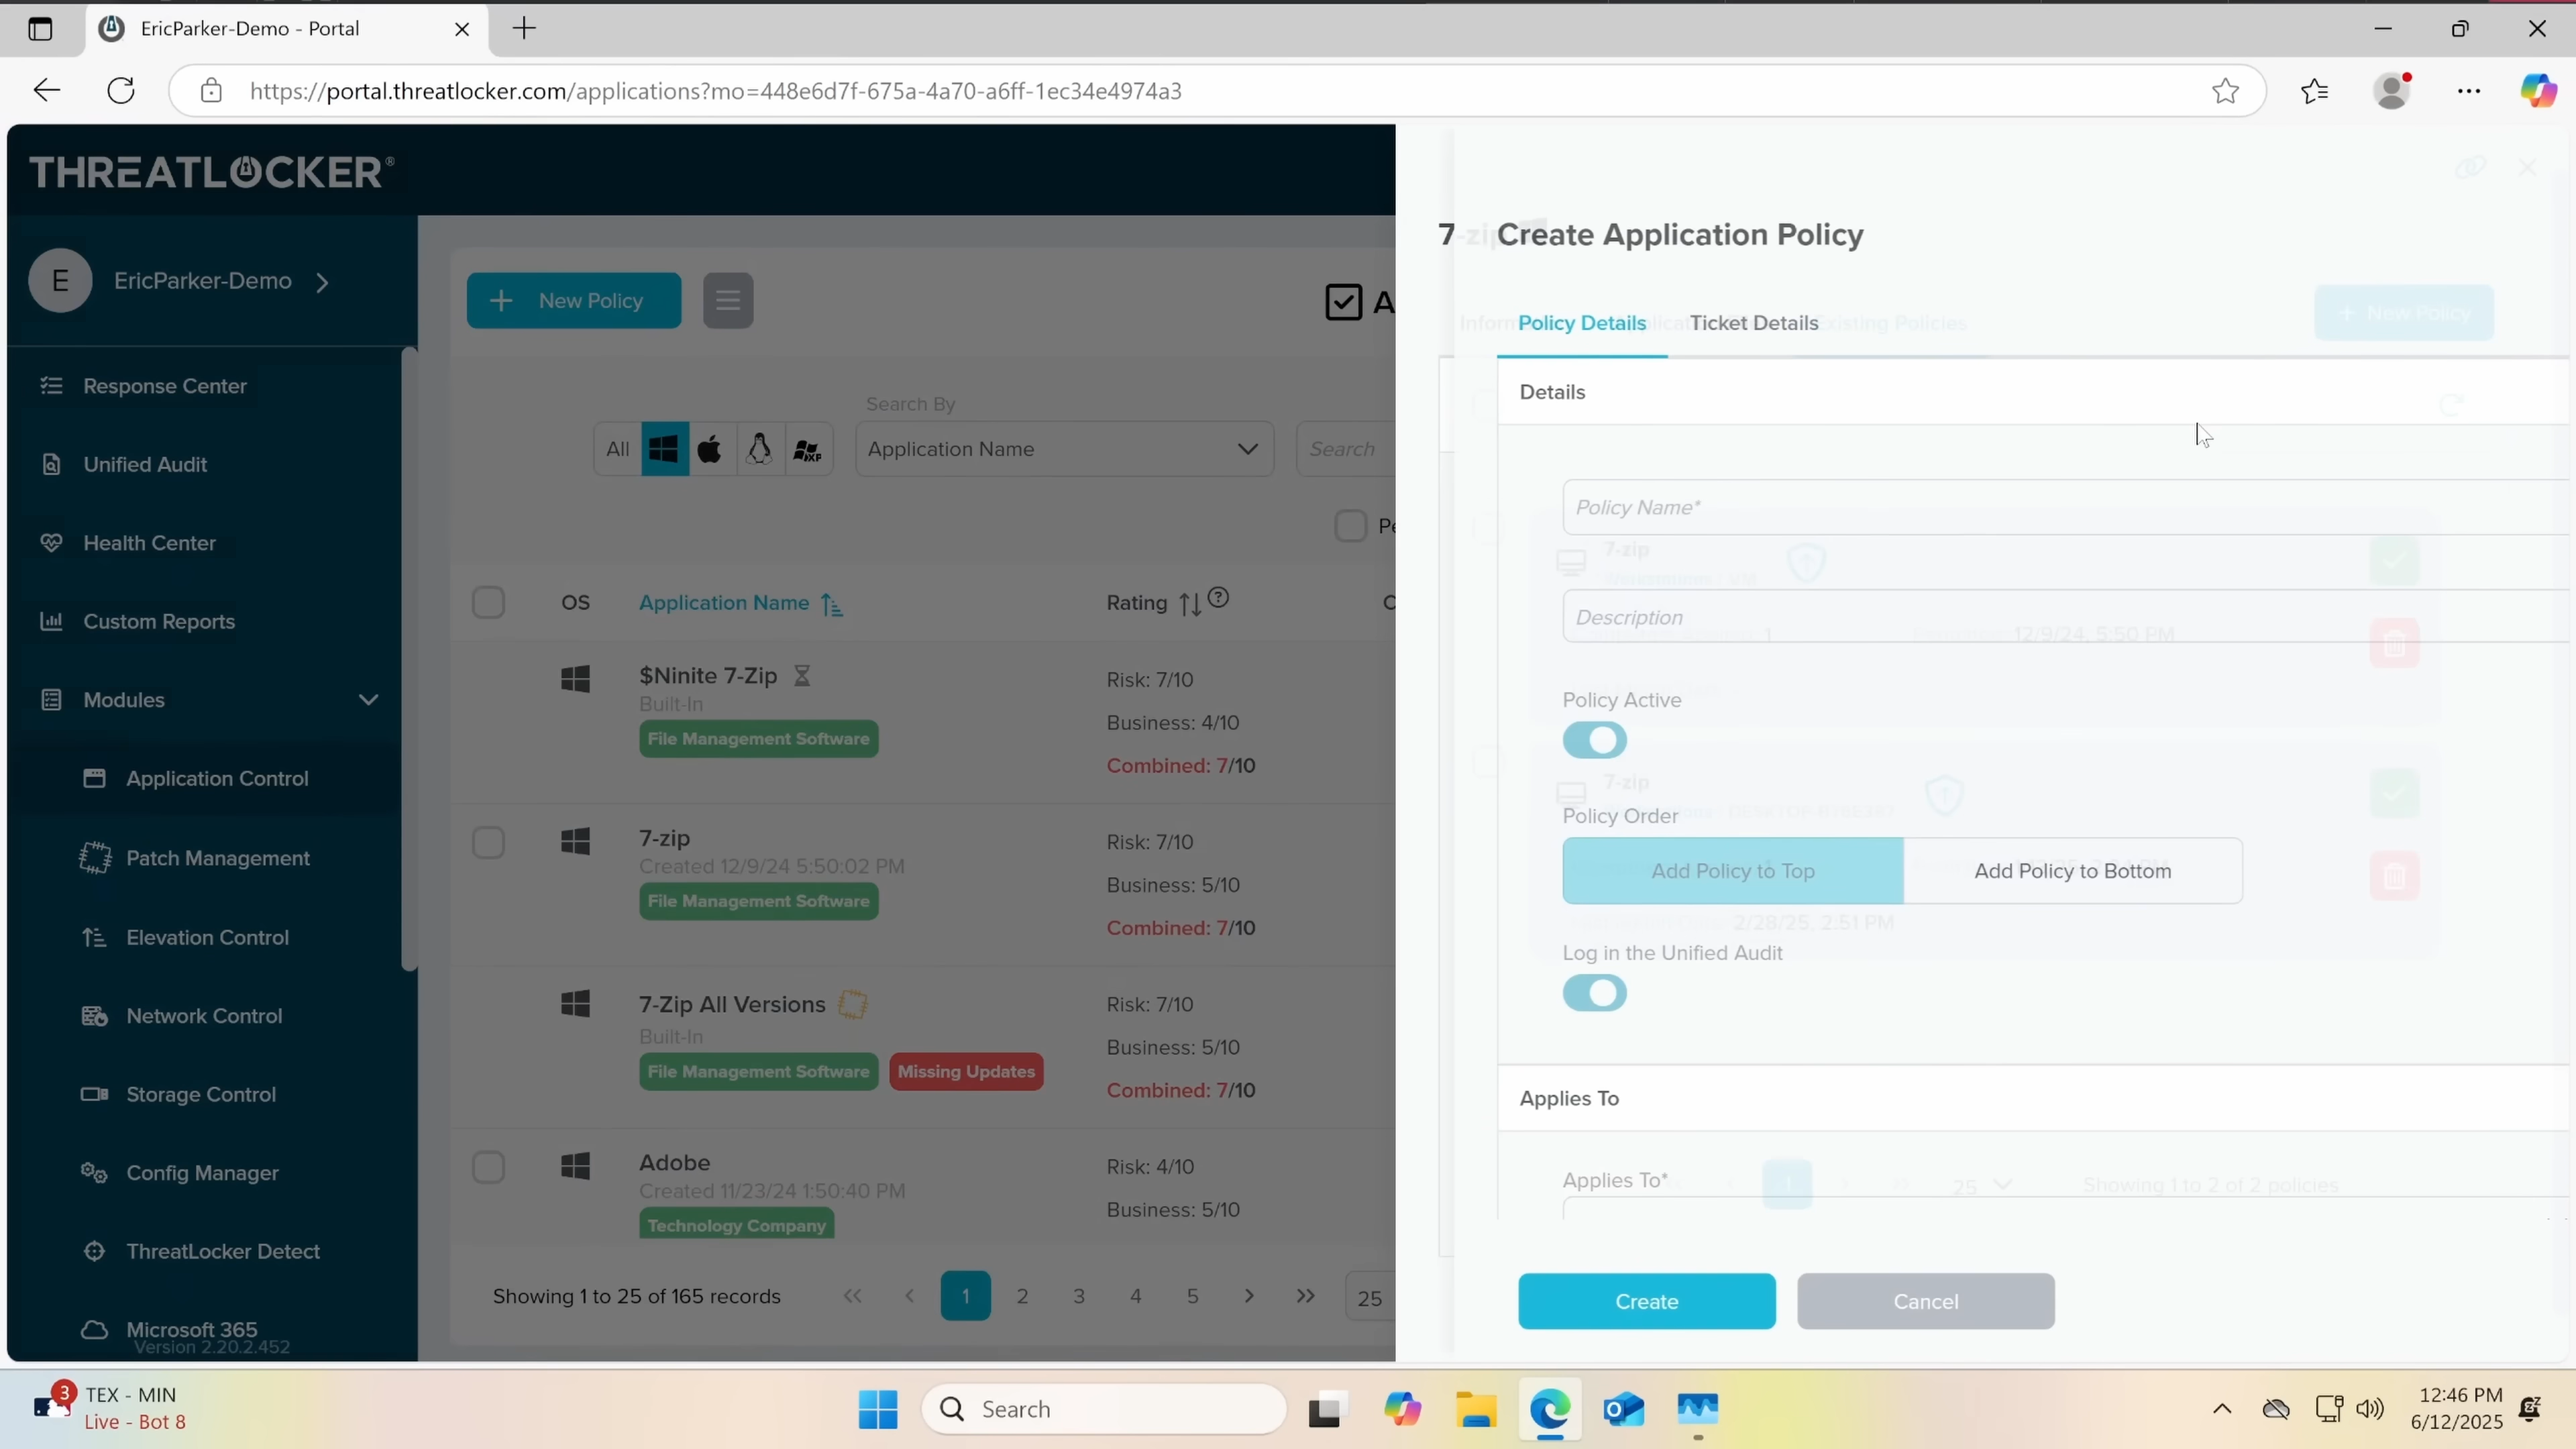 EricParker-Demo - Portal
https://portal.threatlocker.com/applications?mo=448e6d7f-675a-4a70-a6ff-1ec34e4974a3
THREATLOCKER®
E
EricParker-Demo
Response Center
Unified Audit
Health Center
Custom Reports
Modules
Application Control
Patch Management
Elevation Control
Network Control
Storage Control
Config Manager
ThreatLocker Detect
Microsoft 365
Version 2.20.2.452
New Policy
A
Search By
All
Application Name
Search
Pe
OS
Application Name
Rating
C
$Ninite 7-Zip
Built-In
File Management Software
Risk: 7/10
Business: 4/10
Combined: 7/10
7-zip
Created 12/9/24 5:50:02 PM
File Management Software
Risk: 7/10
Business: 5/10
Combined: 7/10
7-Zip All Versions
Built-In
File Management Software
Missing Updates
Risk: 7/10
Business: 5/10
Combined: 7/10
Adobe
Created 11/23/24 1:50:40 PM
Technology Company
Risk: 4/10
Business: 5/10
Showing 1 to 25 of 165 records
1
2
3
4
5
25
7-zip
Create Application Policy
Policy Details
Ticket Details
Existing Policies
New Policy
Details
Policy Name*
7-zip
Description
1
12/9/24, 5:50 PM
Policy Active
7-zip
Policy Order
Add Policy to Top
Add Policy to Bottom
2/28/25, 2:51 PM
Log in the Unified Audit
Applies To
Applies To*
1
25
Showing 1 to 2 of 2 policies
Create
Cancel
3
TEX - MIN
Live - Bot 8
Search
12:46 PM
6/12/2025